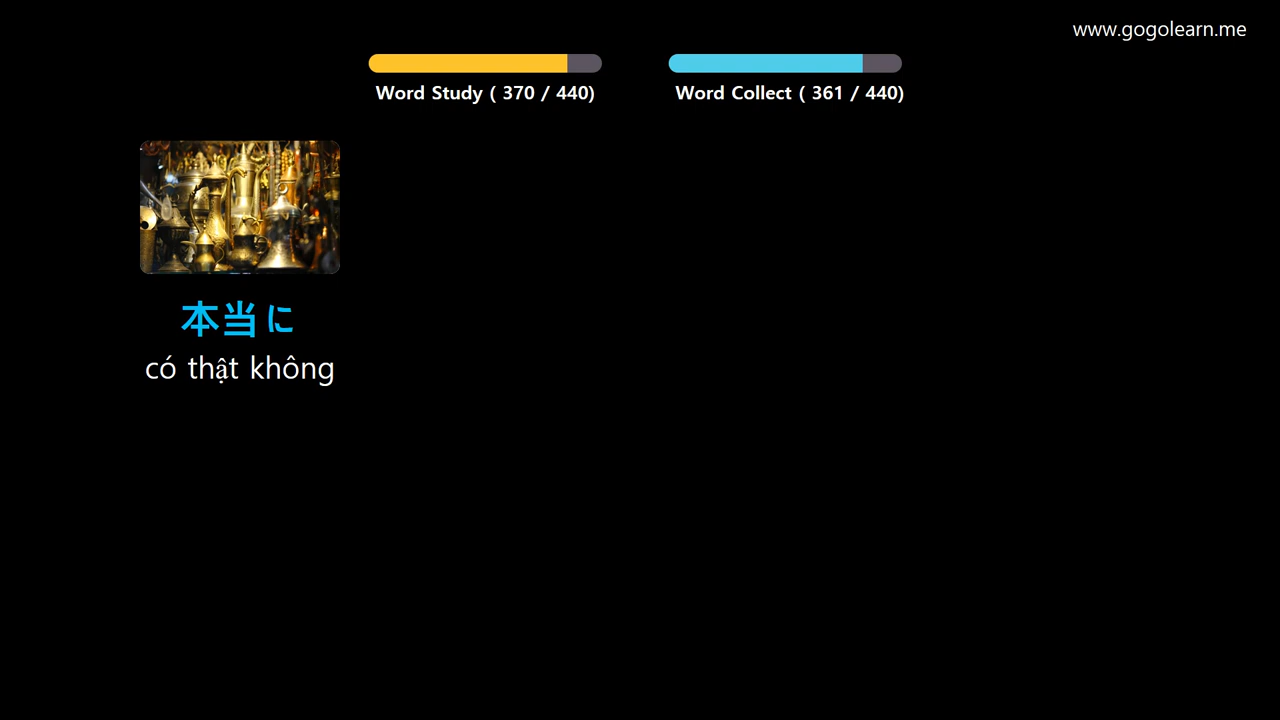 www.gogolearn.me
Word Study ( 370 / 440)
Word Collect ( 361 / 440)
本当に
có thật không